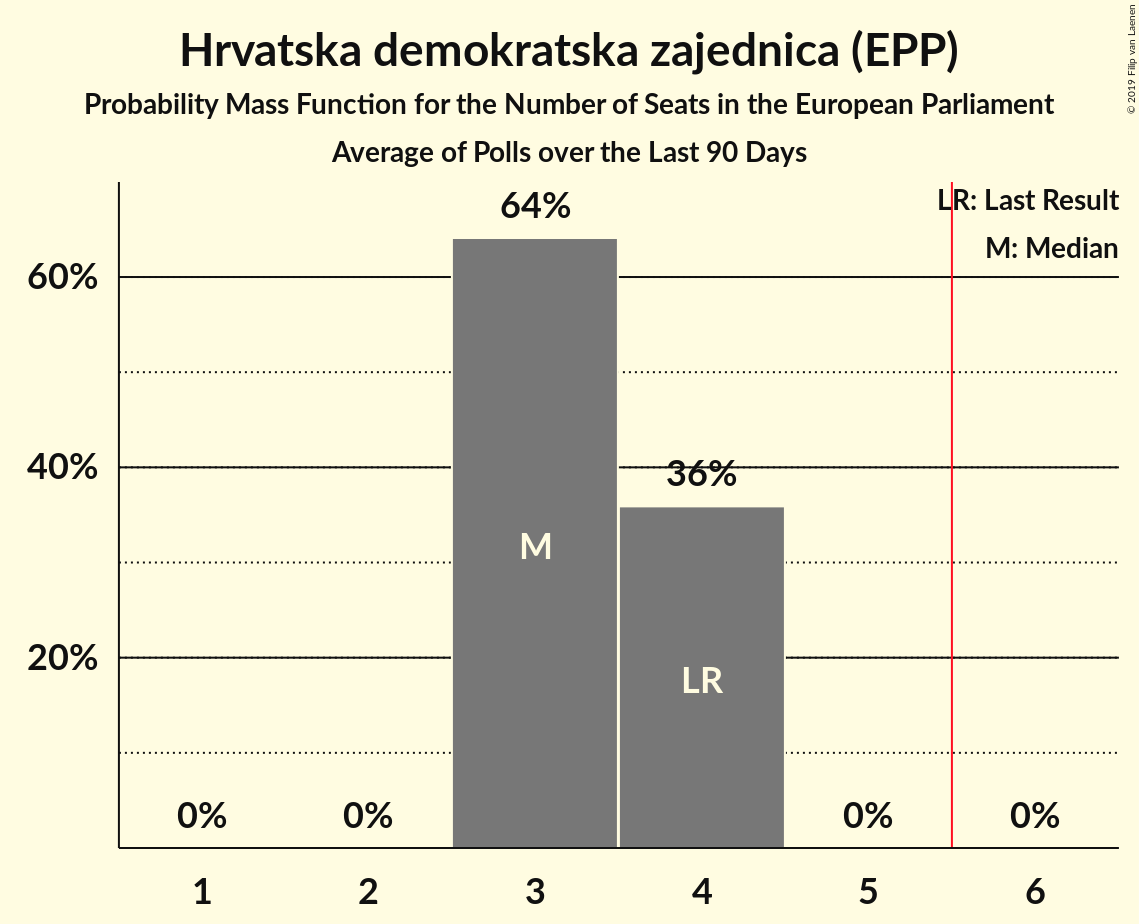 Hrvatska demokratska zajednica (EPP)
Probability Mass Function for the Number of Seats in the European Parliament
Average of Polls over the Last 90 Days
© 2019 Filip van Laenen
LR: Last Result
M: Median
64%
60%
40%
36%
M
20%
LR
0%
0%
0%
0%
1
2
3
4
5
6